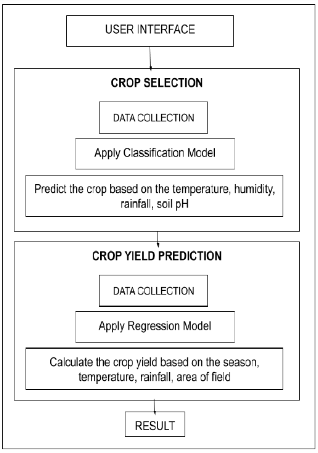 USER INTERFACE
CROP SELECTION
DATA COLLECTION
Apply Classification Model
Predict the crop based on the temperature, humidity,
rainfall, soil pH
CROP YIELD PREDICTION
DATA COLLECTION
Apply Regression Model
Calculate the crop yield based on the season,
temperature, rainfall, area of field
RESULT